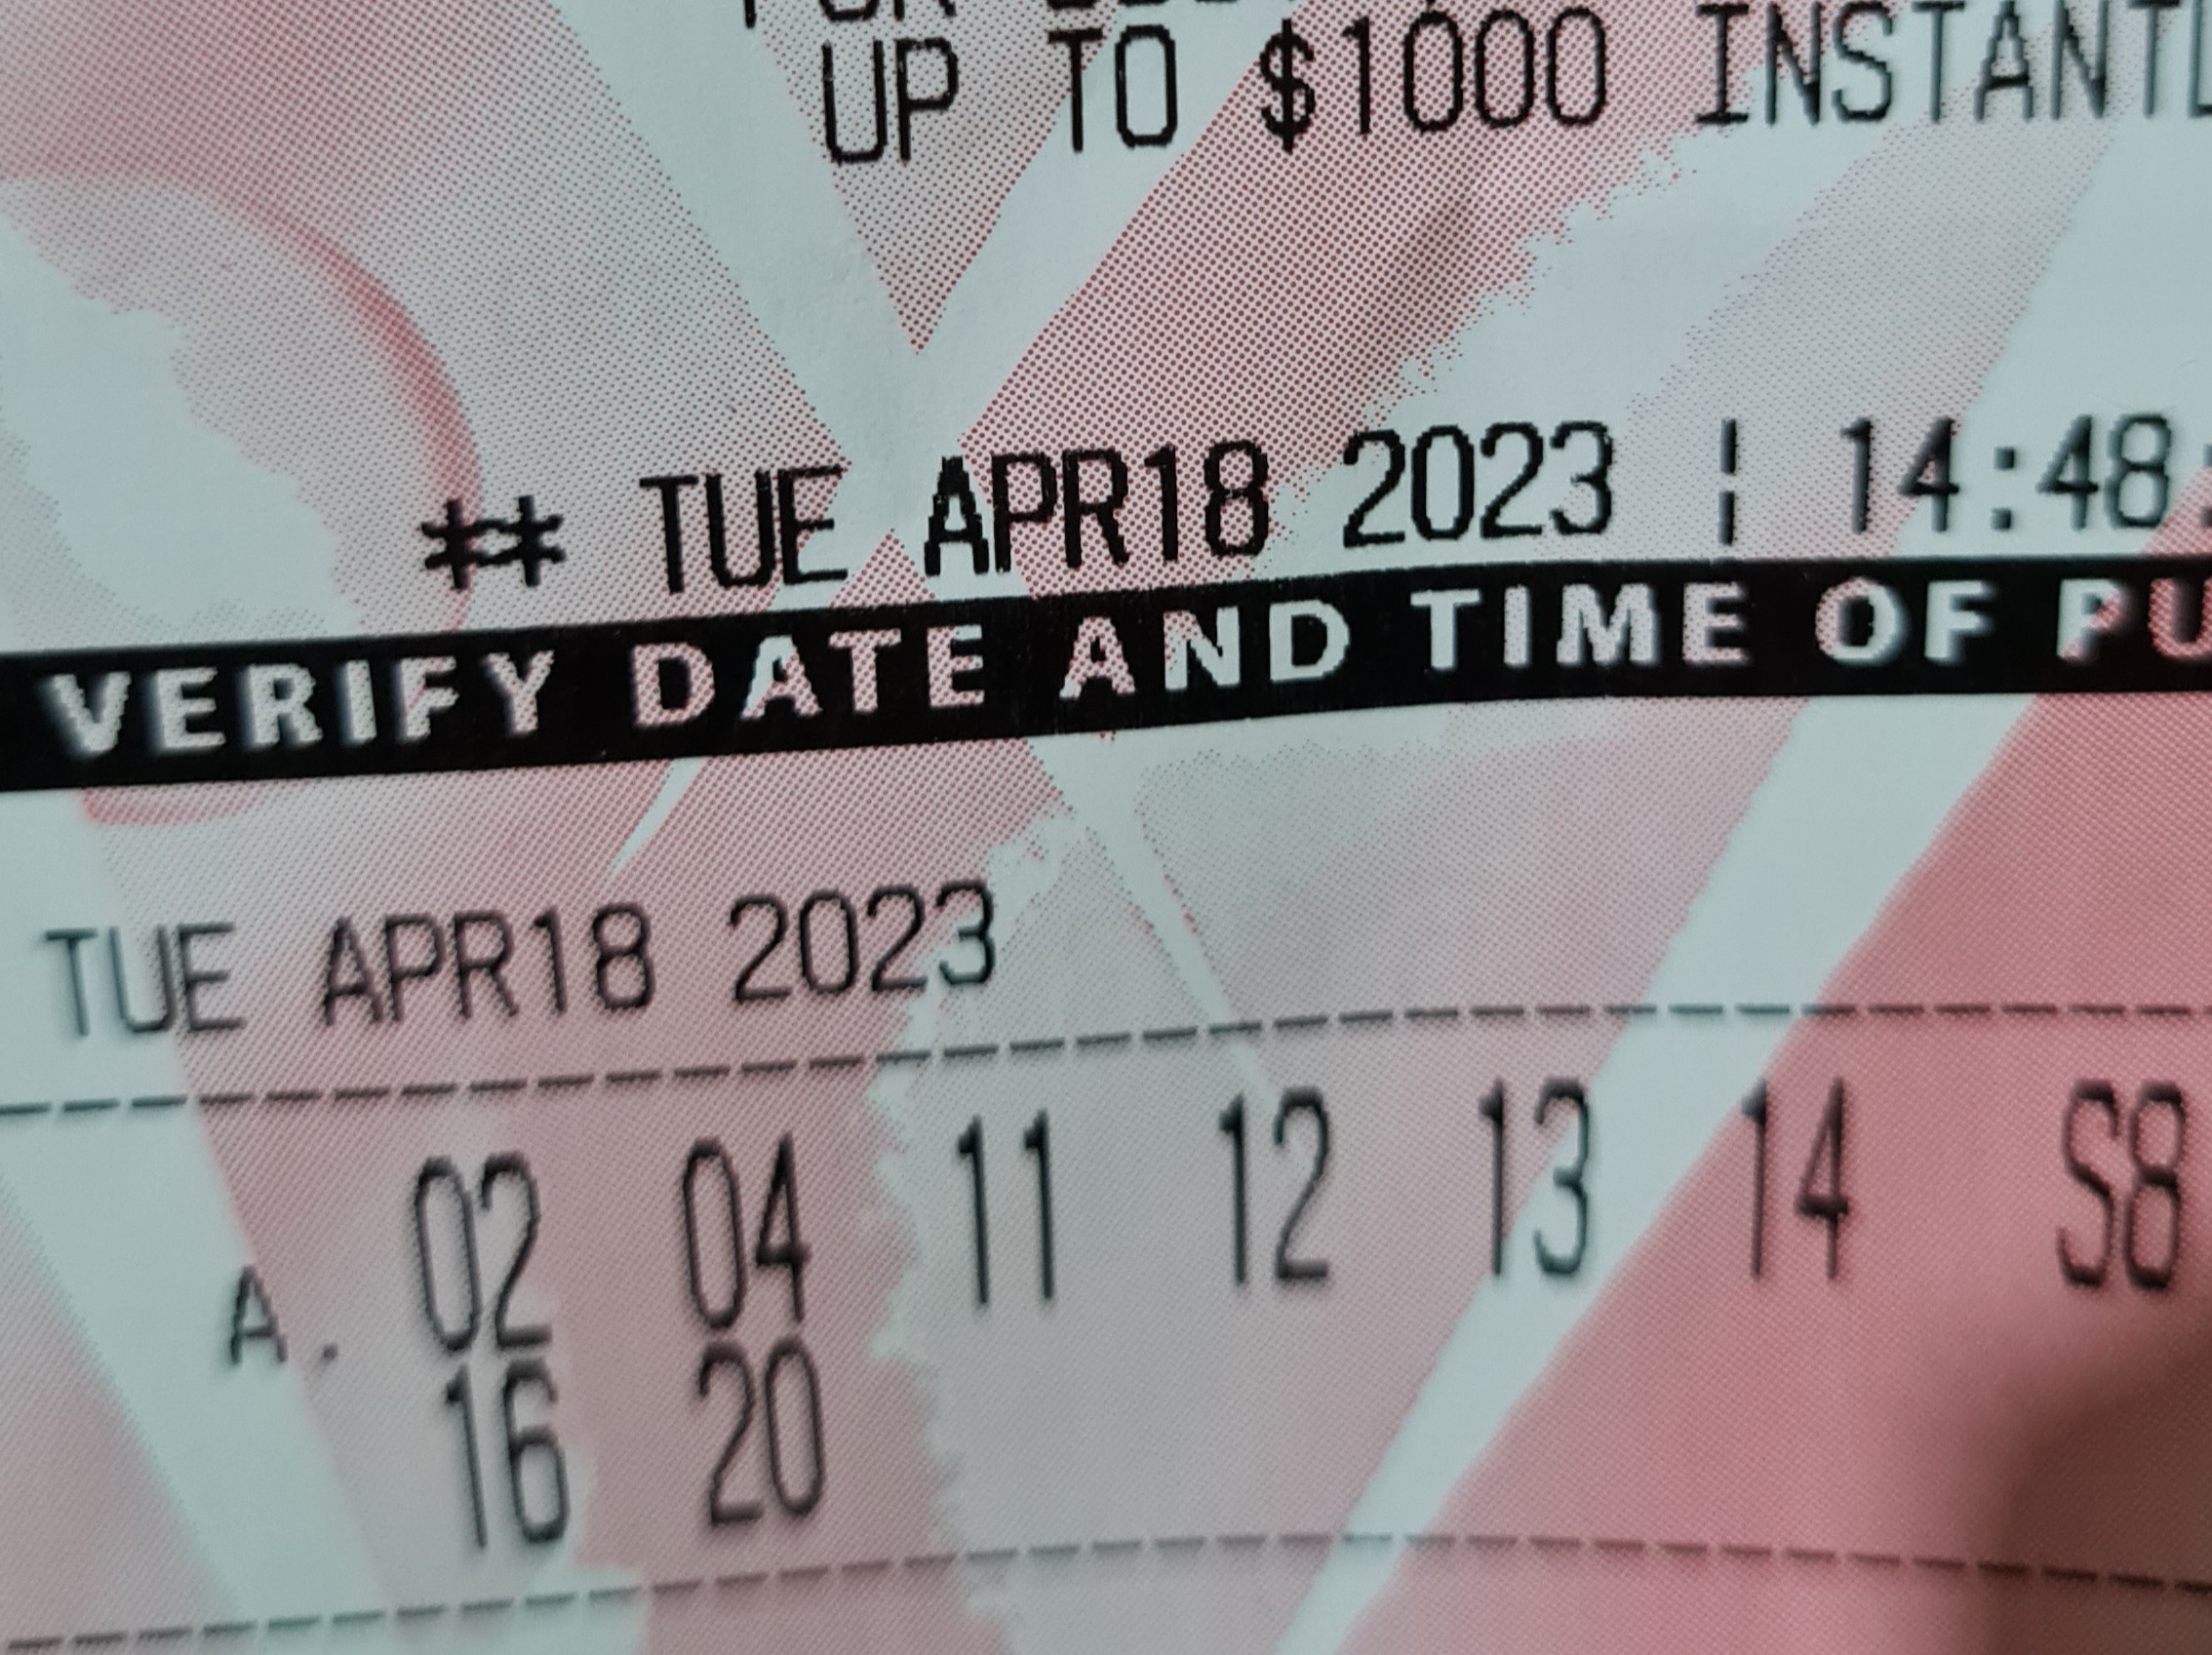 UP TO $1000
** TUE APR18 2023 ¦ 14:48
VERIFY DATE AND TIME OF
TUE APR18 2023
A. 02 04 11 12 13 14 S8
16 20